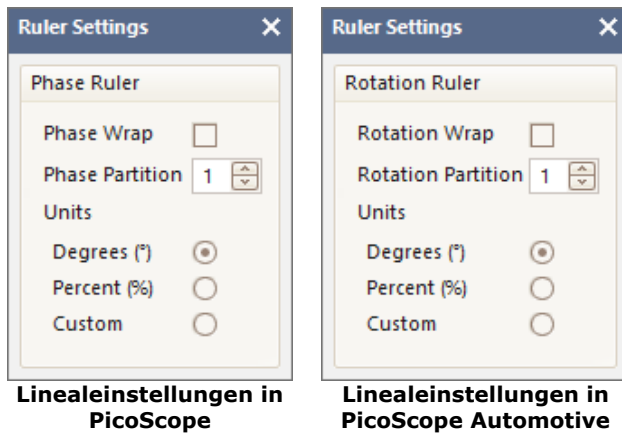 Ruler Settings
Phase Ruler
Phase Wrap
Phase Partition 1
Units
Degrees (°)
Percent (%)
Custom
Linealeinstellungen in
PicoScope
Ruler Settings
Rotation Ruler
Rotation Wrap
Rotation Partition 1
Units
Degrees (°)
Percent (%)
Custom
Linealeinstellungen in
PicoScope Automotive